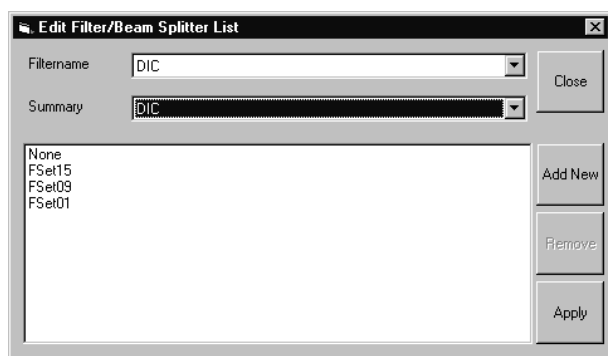 Edit Filter/Beam Splitter List
Filtername DIC
Close
Summary DIC
None
FSet15
FSet09
FSet01
Add New
Remove
Apply